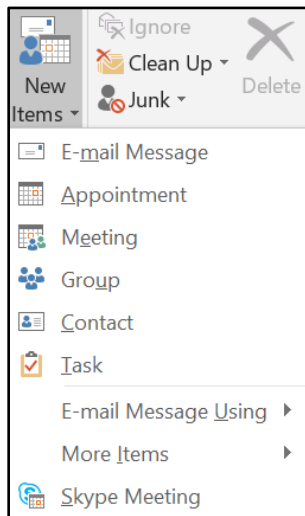 Ignore
Clean Up
Delete
New
Items
Junk
E-mail Message
Appointment
Meeting
Group
Contact
Task
E-mail Message Using
More Items
Skype Meeting